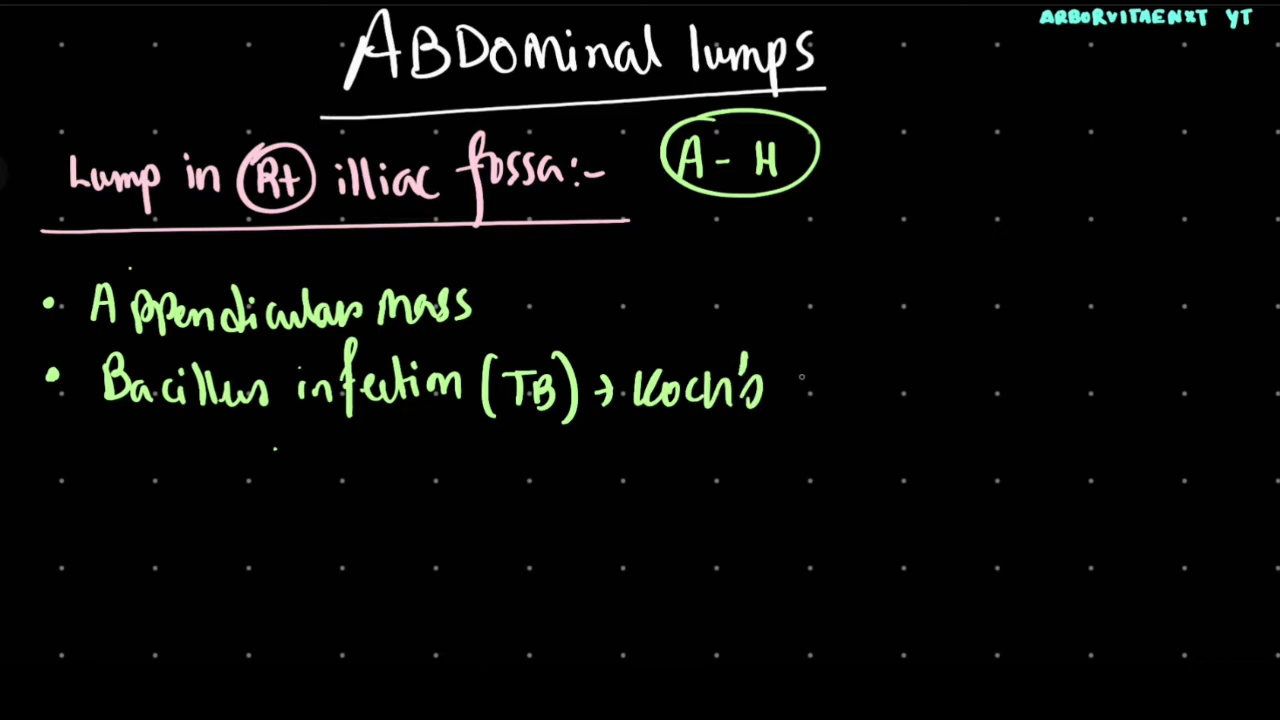 ARBORVITAENXT YT
ABDOMinal lumps
Lump in Rt illiac fossa:-
A - H
• Appendicular mass
• Bacillus infection (TB) → Koch's